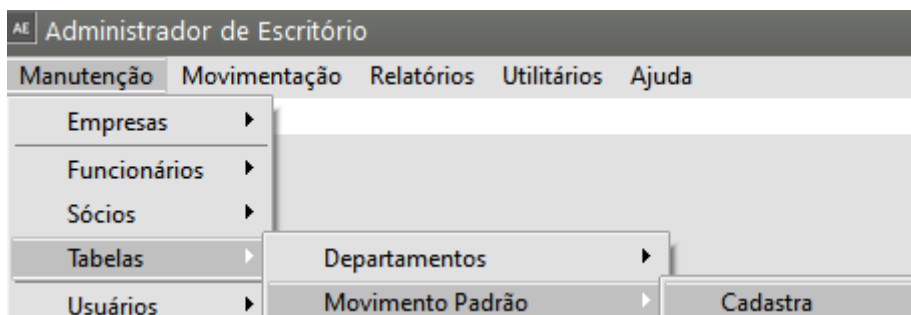 AE Administrador de Escritório
Manutenção Movimentação Relatórios Utilitários Ajuda
Empresas
Funcionários
Sócios
Tabelas Departamentos
Usuários Movimento Padrão Cadastra